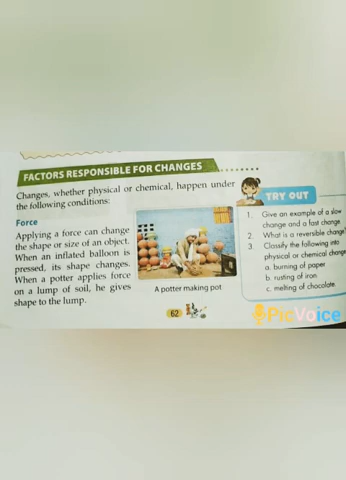 FACTORS RESPONSIBLE FOR CHANGES
Changes, whether physical or chemical, happen under
the following conditions:
Force
Applying a force can change
the shape or size of an object.
When an inflated balloon is
pressed, its shape changes.
When a potter applies force
on a lump of soil, he gives
shape to the lump.
A potter making pot
TRY OUT
1. Give an example of a slow
change and a fast change.
2. What is a reversible change?
3. Classify the following into
physical or chemical change
a. burning of paper
b. rusting of iron
c. melting of chocolate.
62
PicVoice